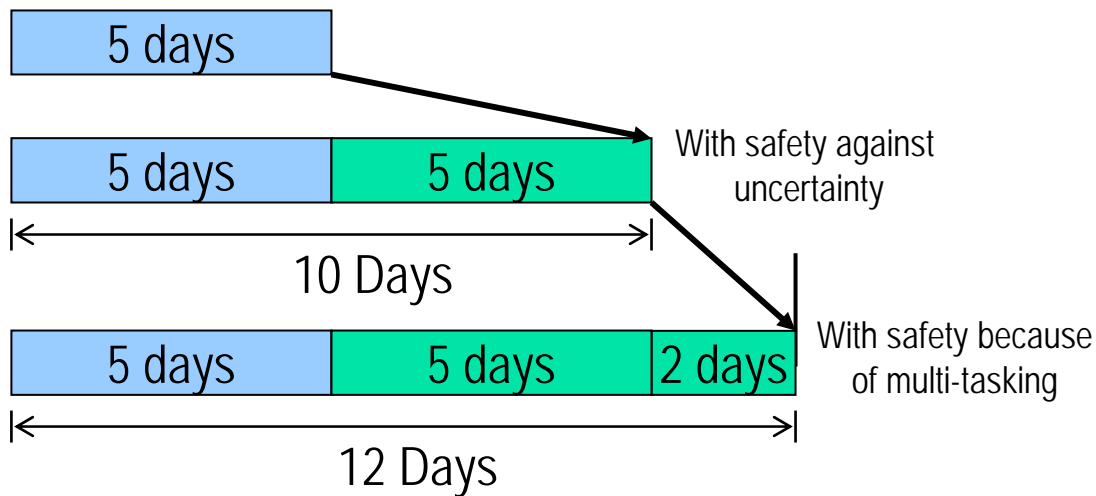 5 days
5 days
5 days
With safety against
uncertainty
10 Days
5 days
5 days
2 days
With safety because
of multi-tasking
12 Days